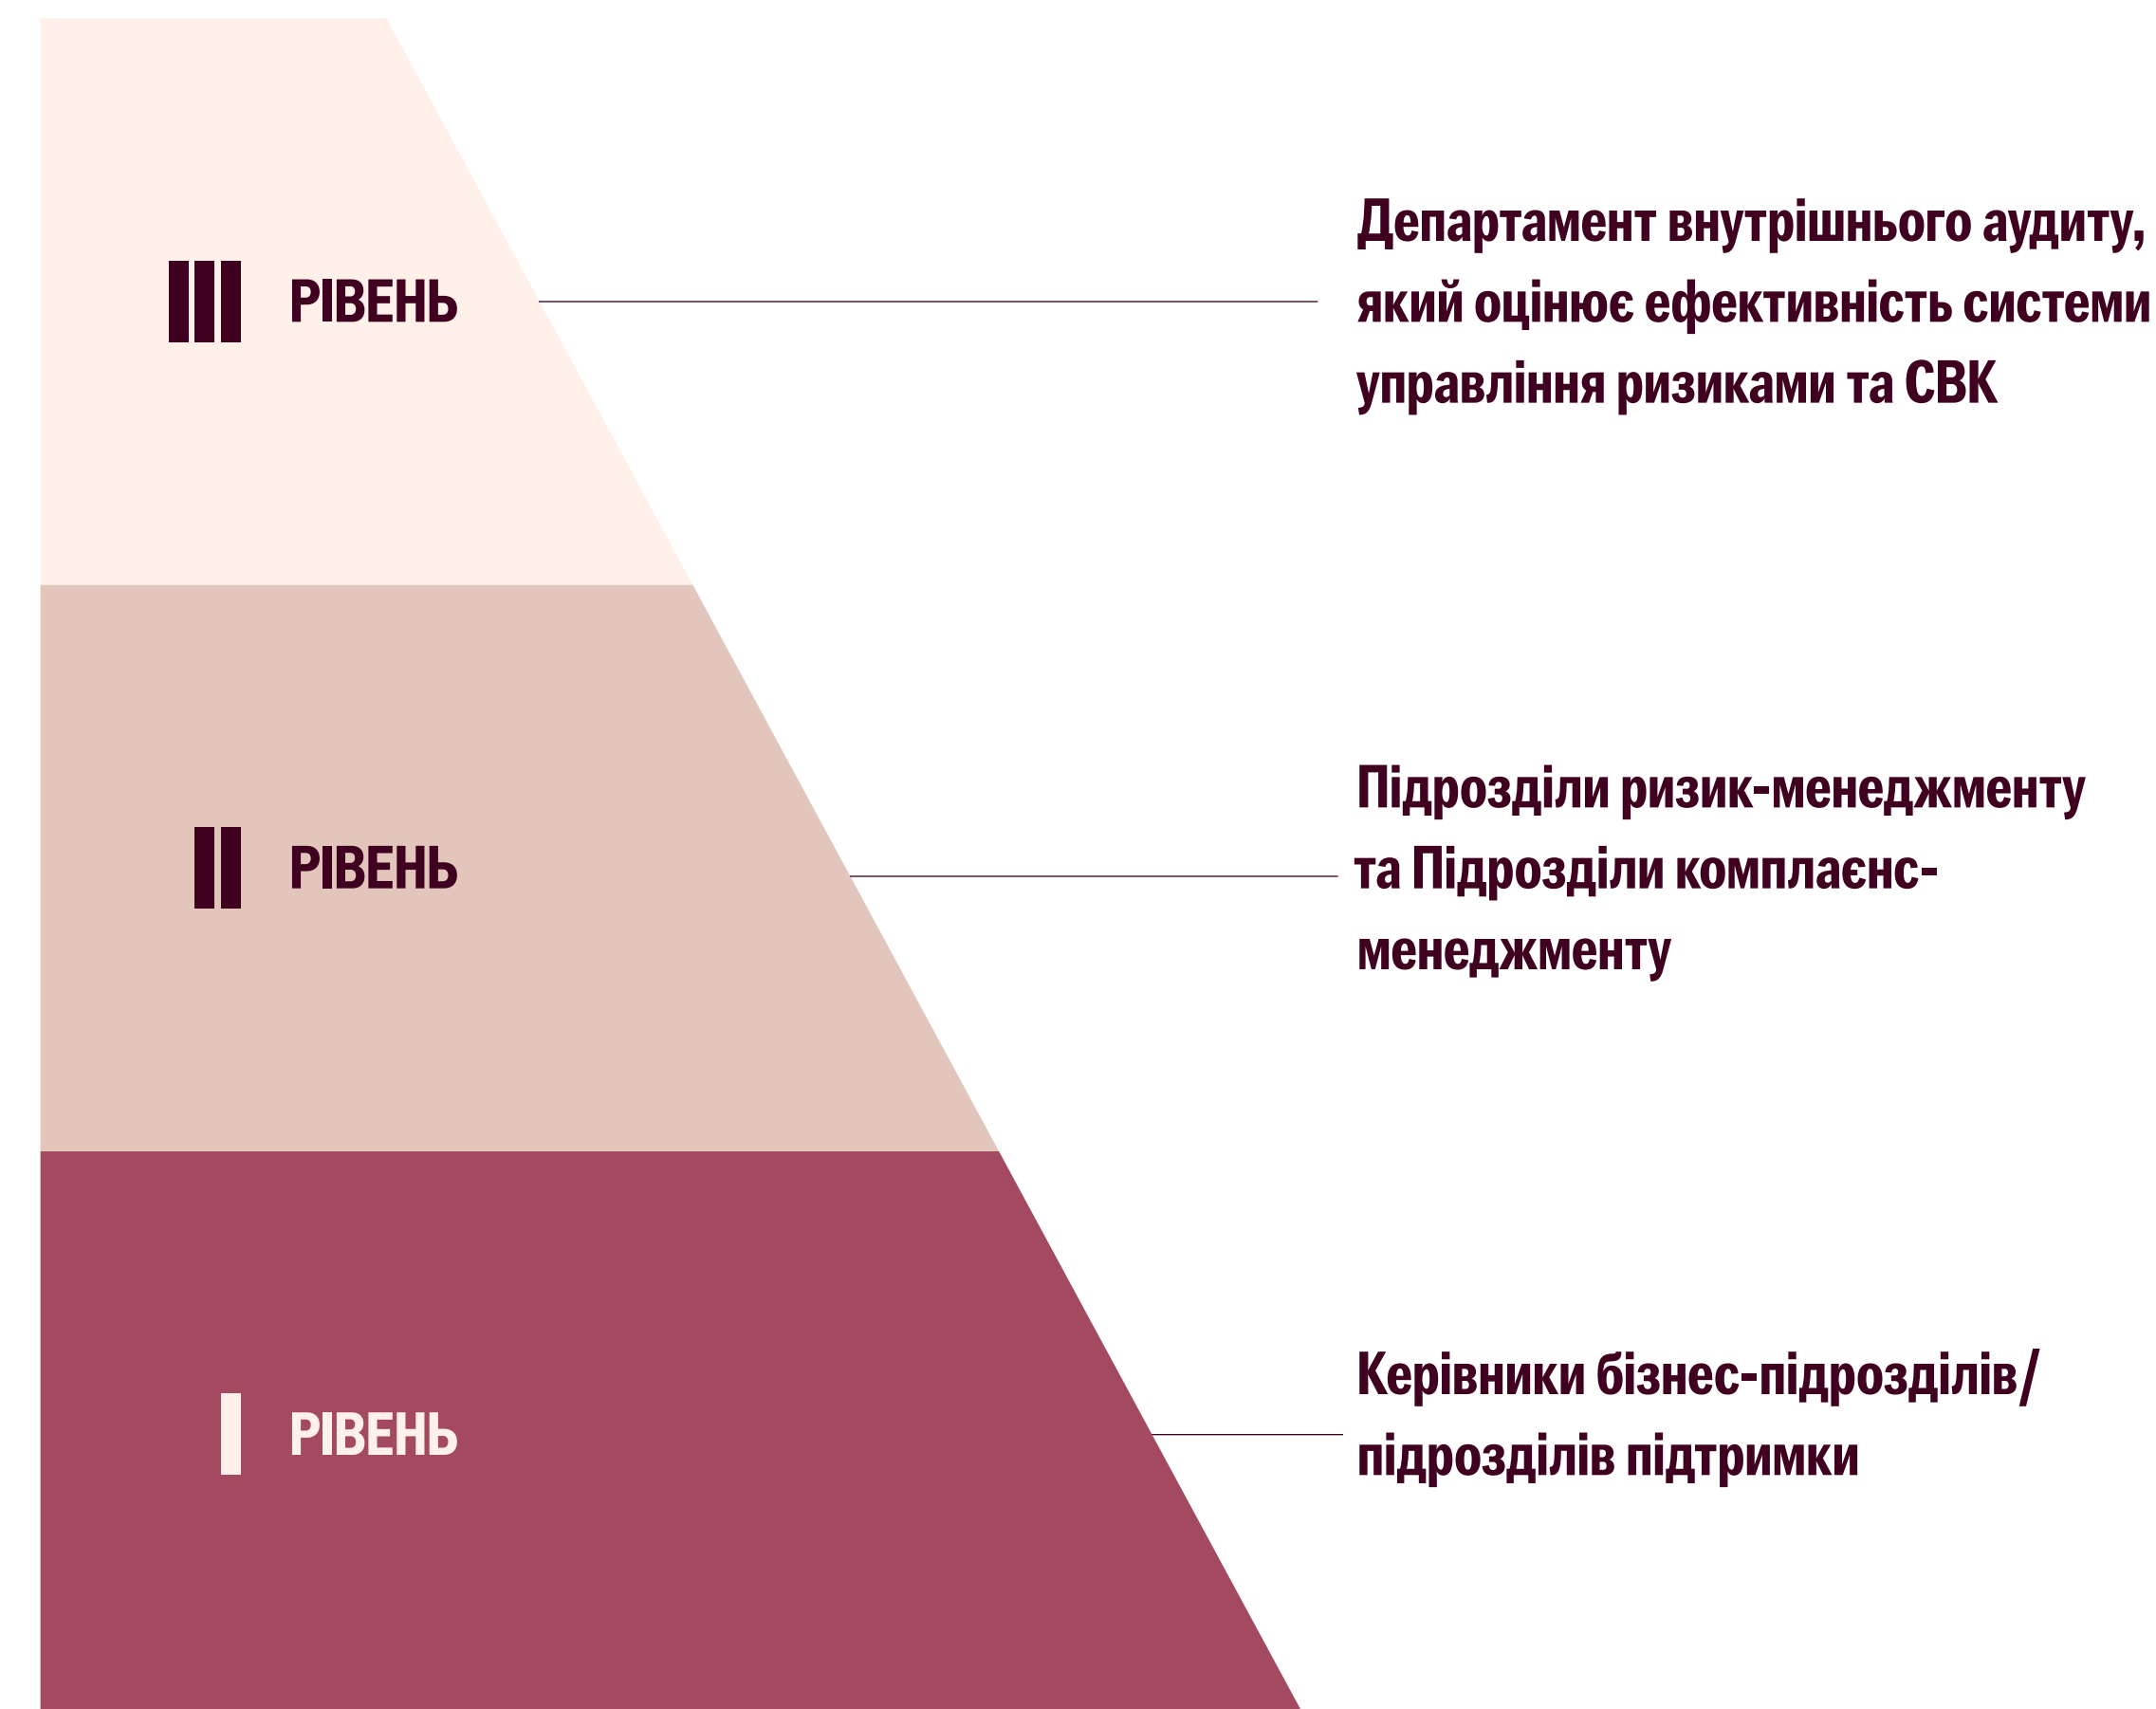 III РІВЕНЬ
Департамент внутрішнього аудиту,
який оцінює ефективність системи
управління ризиками та СВК
II РІВЕНЬ
Підрозділи ризик-менеджменту
та Підрозділи комплаєнс-
менеджменту
I РІВЕНЬ
Керівники бізнес-підрозділів/
підрозділів підтримки